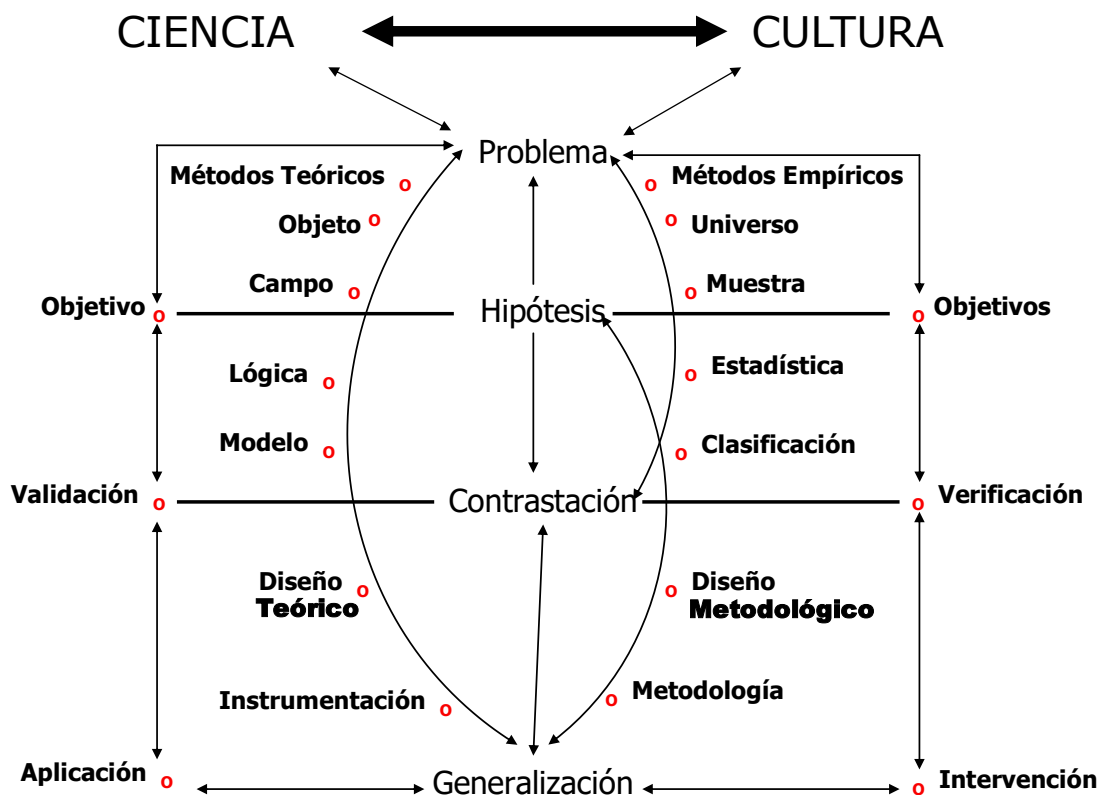 CIENCIA CULTURA
Problema
Métodos Teóricos Métodos Empíricos
Objeto Universo
Campo Muestra
Objetivo Hipótesis Objetivos
Lógica Estadística
Modelo Clasificación
Validación Contrastación Verificación
Diseño Diseño
Teórico Metodológico
Instrumentación Metodología
Aplicación Generalización Intervención